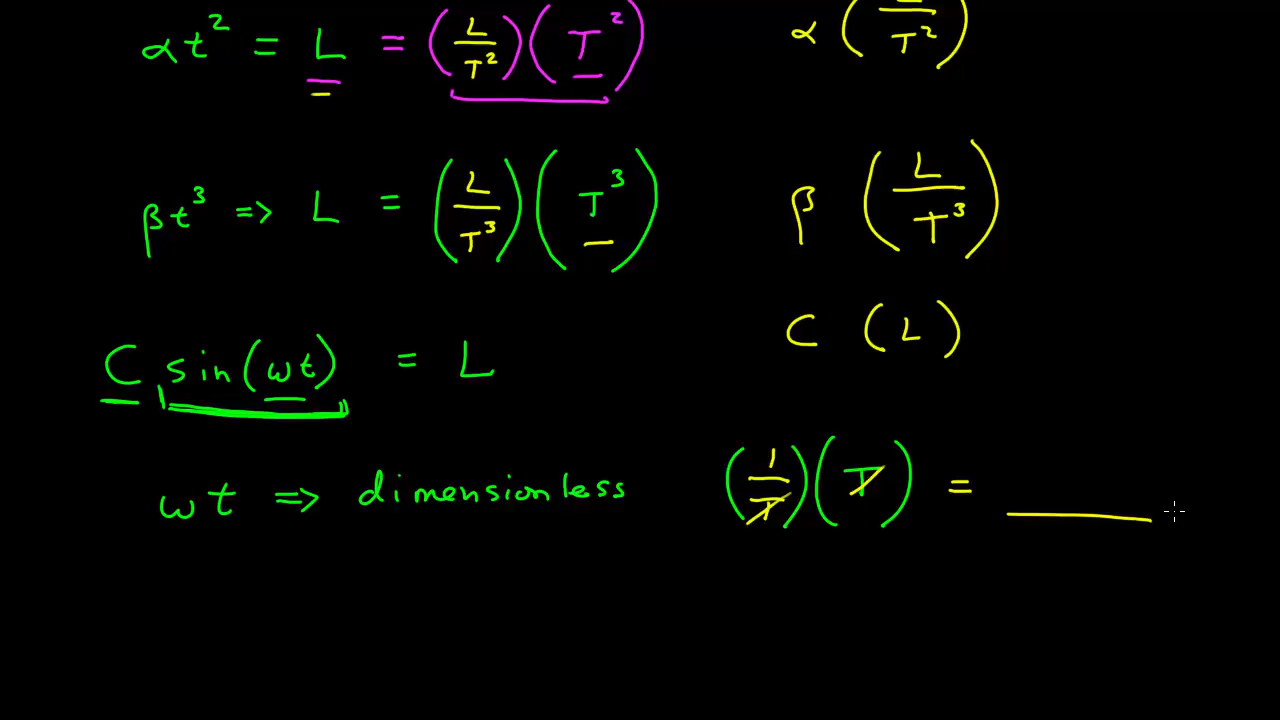 αt² = L = (L/T²)(T²) α (L/T²)
βt³ => L = (L/T³)(T³) β (L/T³)
C sin(ωt) = L C (L)
ωt => dimensionless (1/T)(T) =